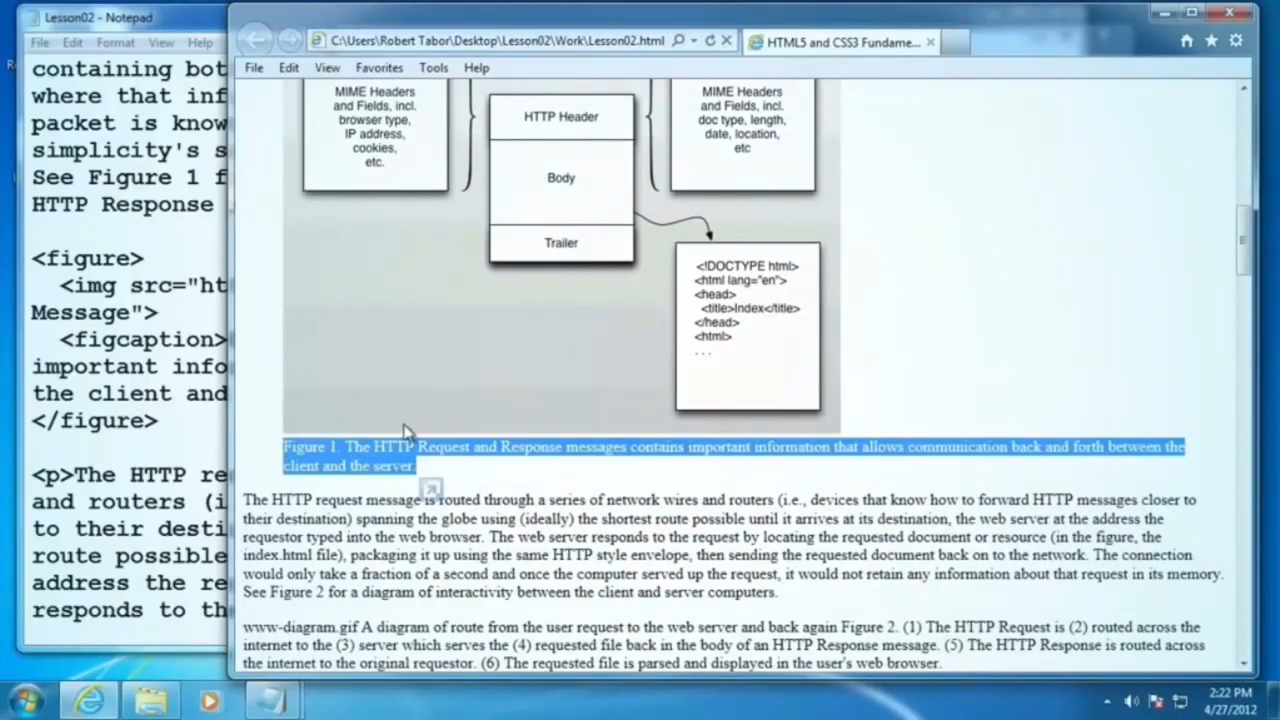 Lesson02 - Notepad
File Edit Format View Help
containing bot
where that inf
packet is know
simplicity's s
See Figure 1 f
HTTP Response
<figure>
<img src="ht
Message">
<figcaption>
important info
the client and
</figure>
<p>The HTTP re
and routers (i
to their desti
route possible
address the re
responds to th
C:\Users\Robert Tabor\Desktop\Lesson02\Work\Lesson02.html
HTML5 and CSS3 Fundame...
File Edit View Favorites Tools Help
MIME Headers
and Fields, incl.
browser type,
IP address,
cookies,
etc.
HTTP Header
Body
Trailer
MIME Headers
and Fields, incl.
doc type, length,
date, location,
etc
<!DOCTYPE html>
<html lang="en">
<head>
<title>Index</title>
</head>
<html>
. . .
Figure 1. The HTTP Request and Response messages contains important information that allows communication back and forth between the
client and the server.
The HTTP request message is routed through a series of network wires and routers (i.e., devices that know how to forward HTTP messages closer to
their destination) spanning the globe using (ideally) the shortest route possible until it arrives at its destination, the web server at the address the
requestor typed into the web browser. The web server responds to the request by locating the requested document or resource (in the figure, the
index.html file), packaging it up using the same HTTP style envelope, then sending the requested document back on to the network. The connection
would only take a fraction of a second and once the computer served up the request, it would not retain any information about that request in its memory.
See Figure 2 for a diagram of interactivity between the client and server computers.
www-diagram.gif A diagram of route from the user request to the web server and back again Figure 2. (1) The HTTP Request is (2) routed across the
internet to the (3) server which serves the (4) requested file back in the body of an HTTP Response message. (5) The HTTP Response is routed across
the internet to the original requestor. (6) The requested file is parsed and displayed in the user's web browser.
2:22 PM
4/27/2012